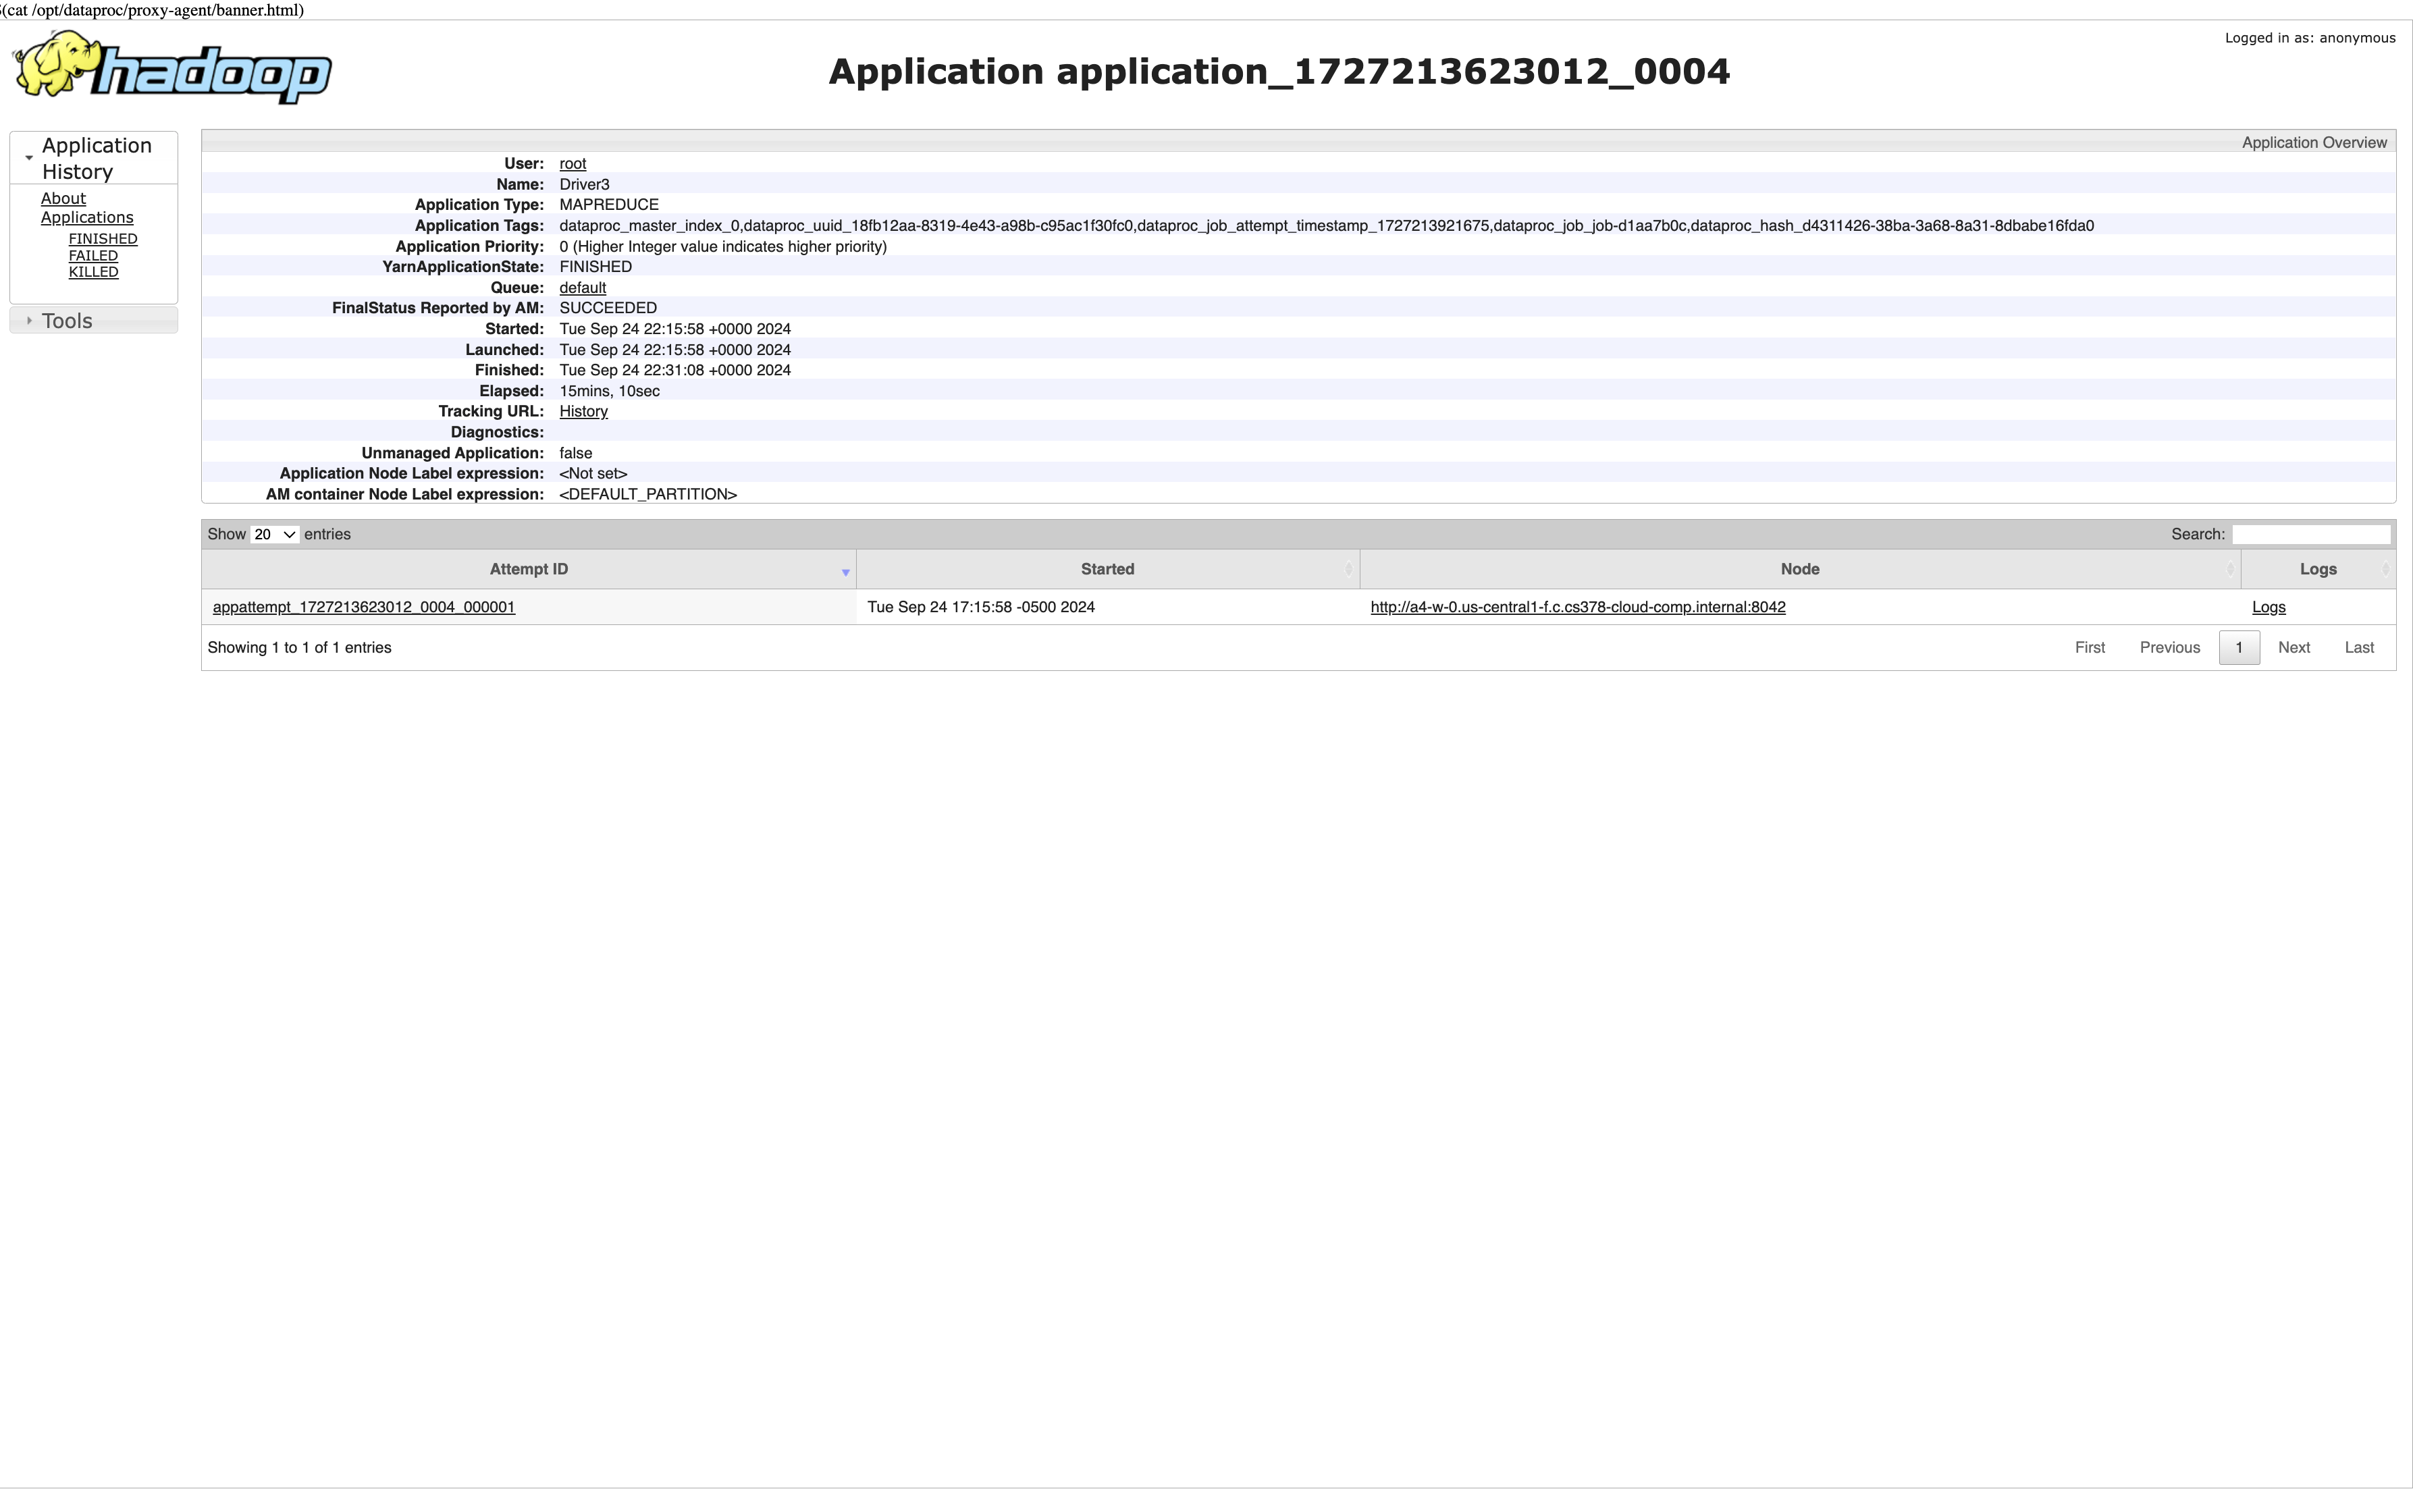 (cat /opt/dataproc/proxy-agent/banner.html)
hadoop
Application application_1727213623012_0004
Logged in as: anonymous
Application
History
About
Applications
FINISHED
FAILED
KILLED
Tools
Application Overview
User: root
Name: Driver3
Application Type: MAPREDUCE
Application Tags: dataproc_master_index_0,dataproc_uuid_18fb12aa-8319-4e43-a98b-c95ac1f30fc0,dataproc_job_attempt_timestamp_1727213921675,dataproc_job_job-d1aa7b0c,dataproc_hash_d4311426-38ba-3a68-8a31-8dbabe16fda0
Application Priority: 0 (Higher Integer value indicates higher priority)
YarnApplicationState: FINISHED
Queue: default
FinalStatus Reported by AM: SUCCEEDED
Started: Tue Sep 24 22:15:58 +0000 2024
Launched: Tue Sep 24 22:15:58 +0000 2024
Finished: Tue Sep 24 22:31:08 +0000 2024
Elapsed: 15mins, 10sec
Tracking URL: History
Diagnostics:
Unmanaged Application: false
Application Node Label expression: <Not set>
AM container Node Label expression: <DEFAULT_PARTITION>
Show 20 entries Search:
Attempt ID Started Node Logs
appattempt_1727213623012_0004_000001 Tue Sep 24 17:15:58 -0500 2024 http://a4-w-0.us-central1-f.c.cs378-cloud-comp.internal:8042 Logs
Showing 1 to 1 of 1 entries First Previous 1 Next Last